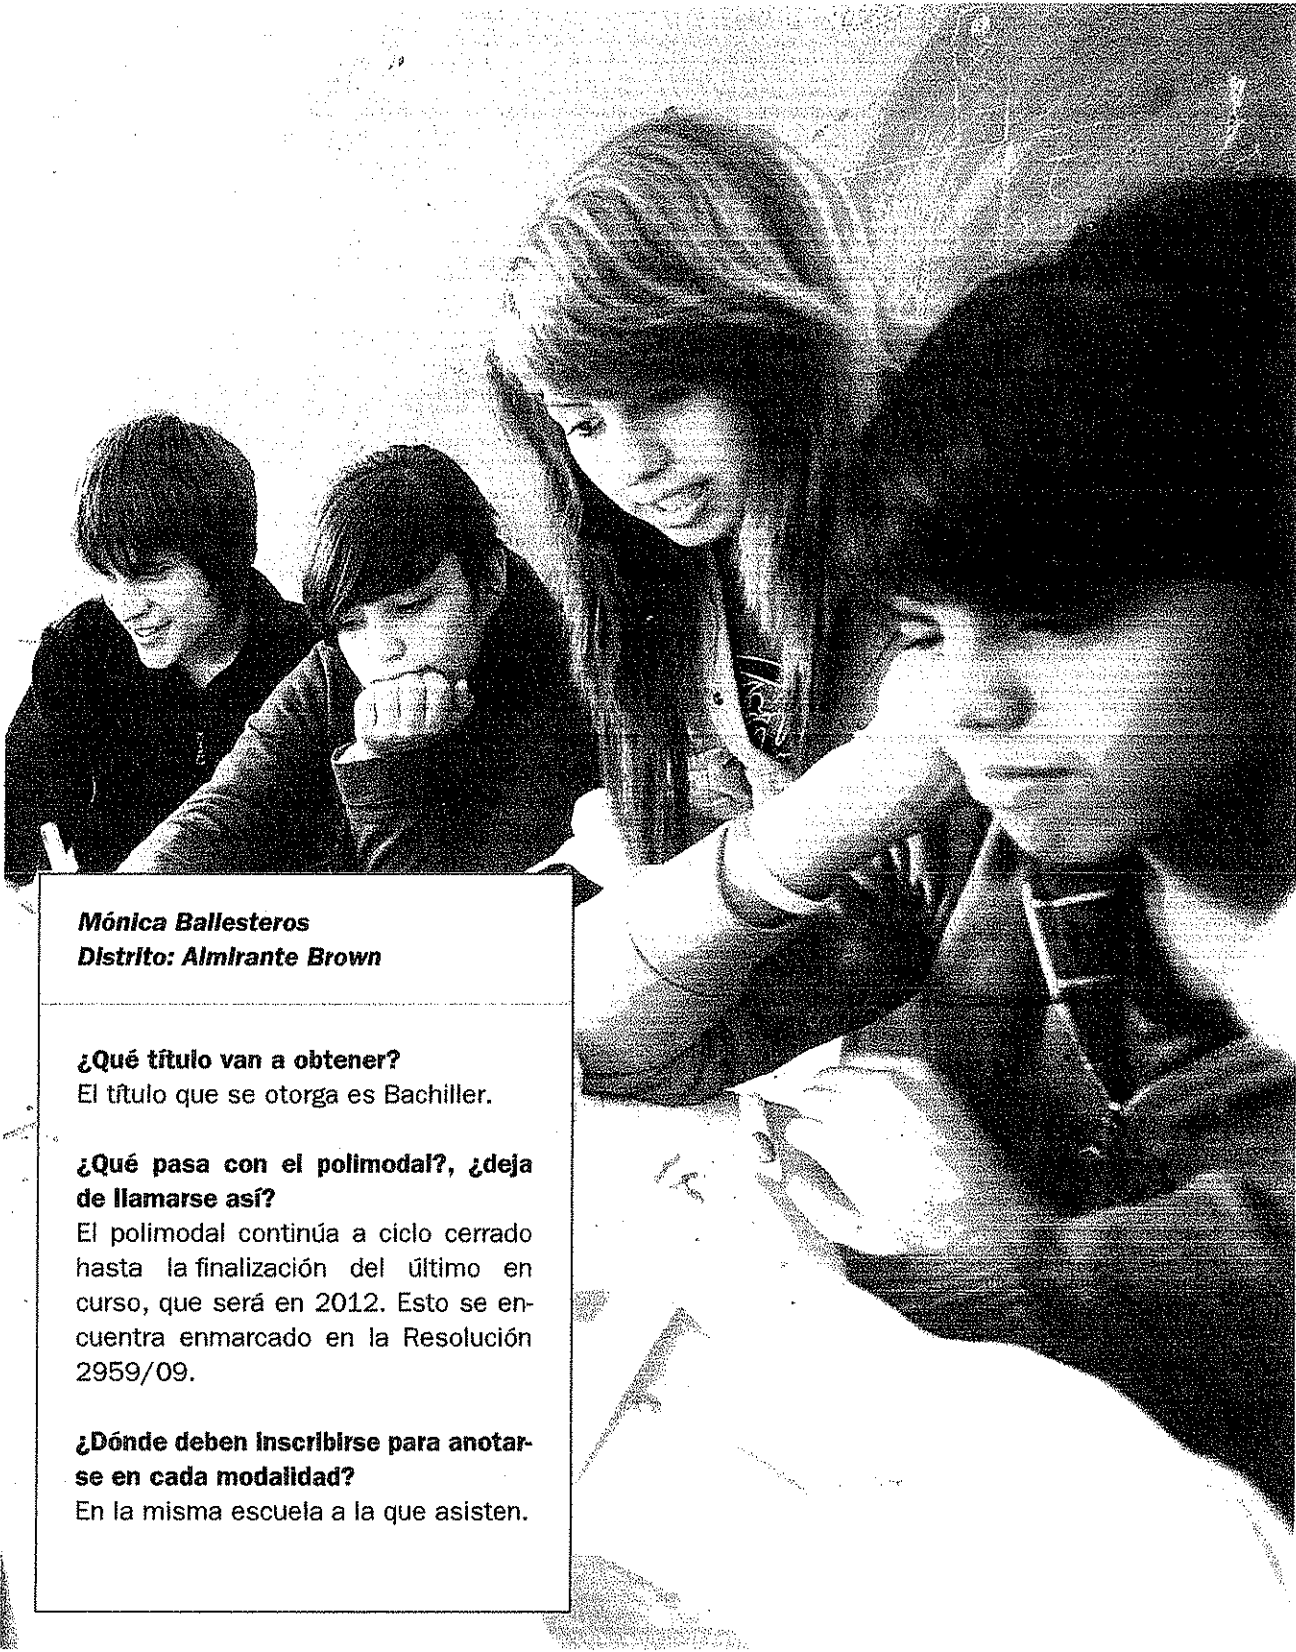 Mónica Ballesteros
Distrito: Almirante Brown
¿Qué título van a obtener?
El título que se otorga es Bachiller.
¿Qué pasa con el polimodal?, ¿deja
de llamarse así?
El polimodal continúa a ciclo cerrado
hasta la finalización del último en
curso, que será en 2012. Esto se en-
cuentra enmarcado en la Resolución
2959/09.
¿Dónde deben inscribirse para anotar-
se en cada modalidad?
En la misma escuela a la que asisten.